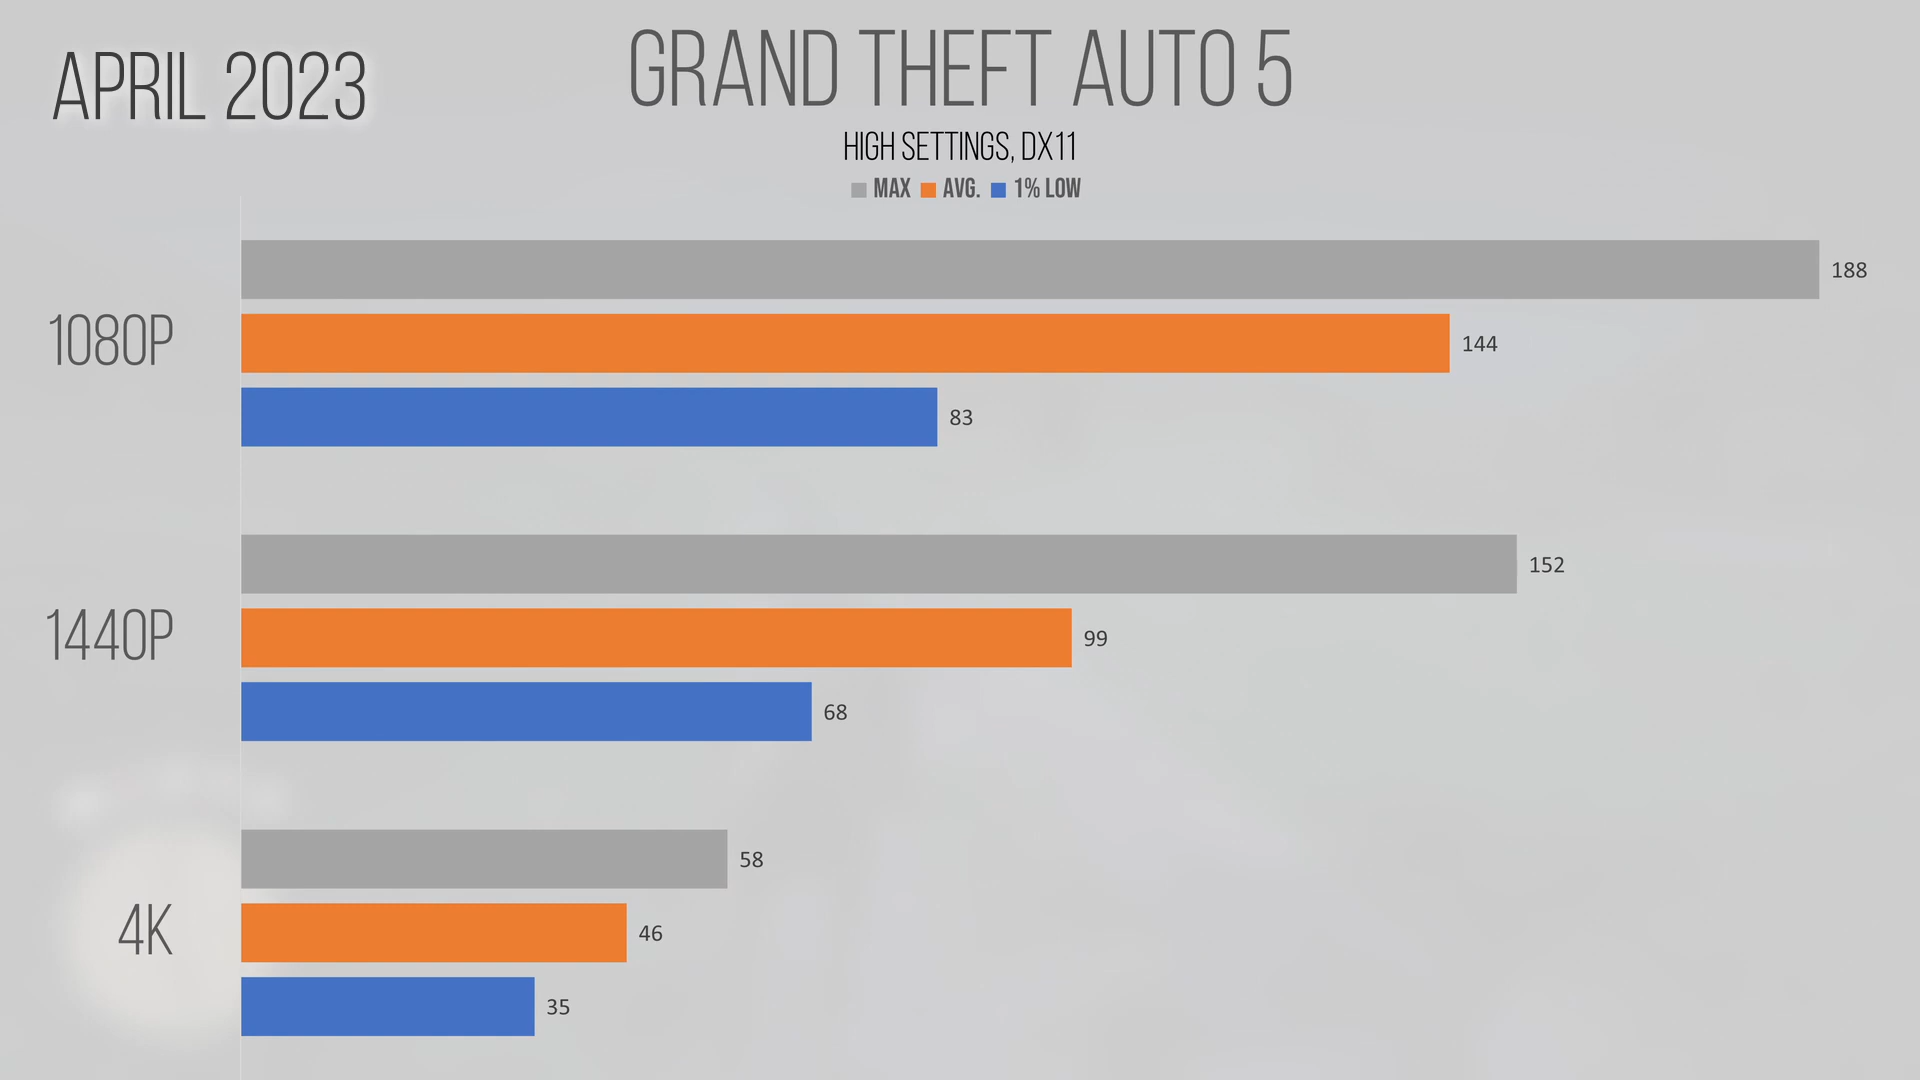 APRIL 2023
GRAND THEFT AUTO 5
HIGH SETTINGS, DX11
MAX AVG. 1% LOW
188
1080P
144
83
152
1440P
99
68
58
4K
46
35